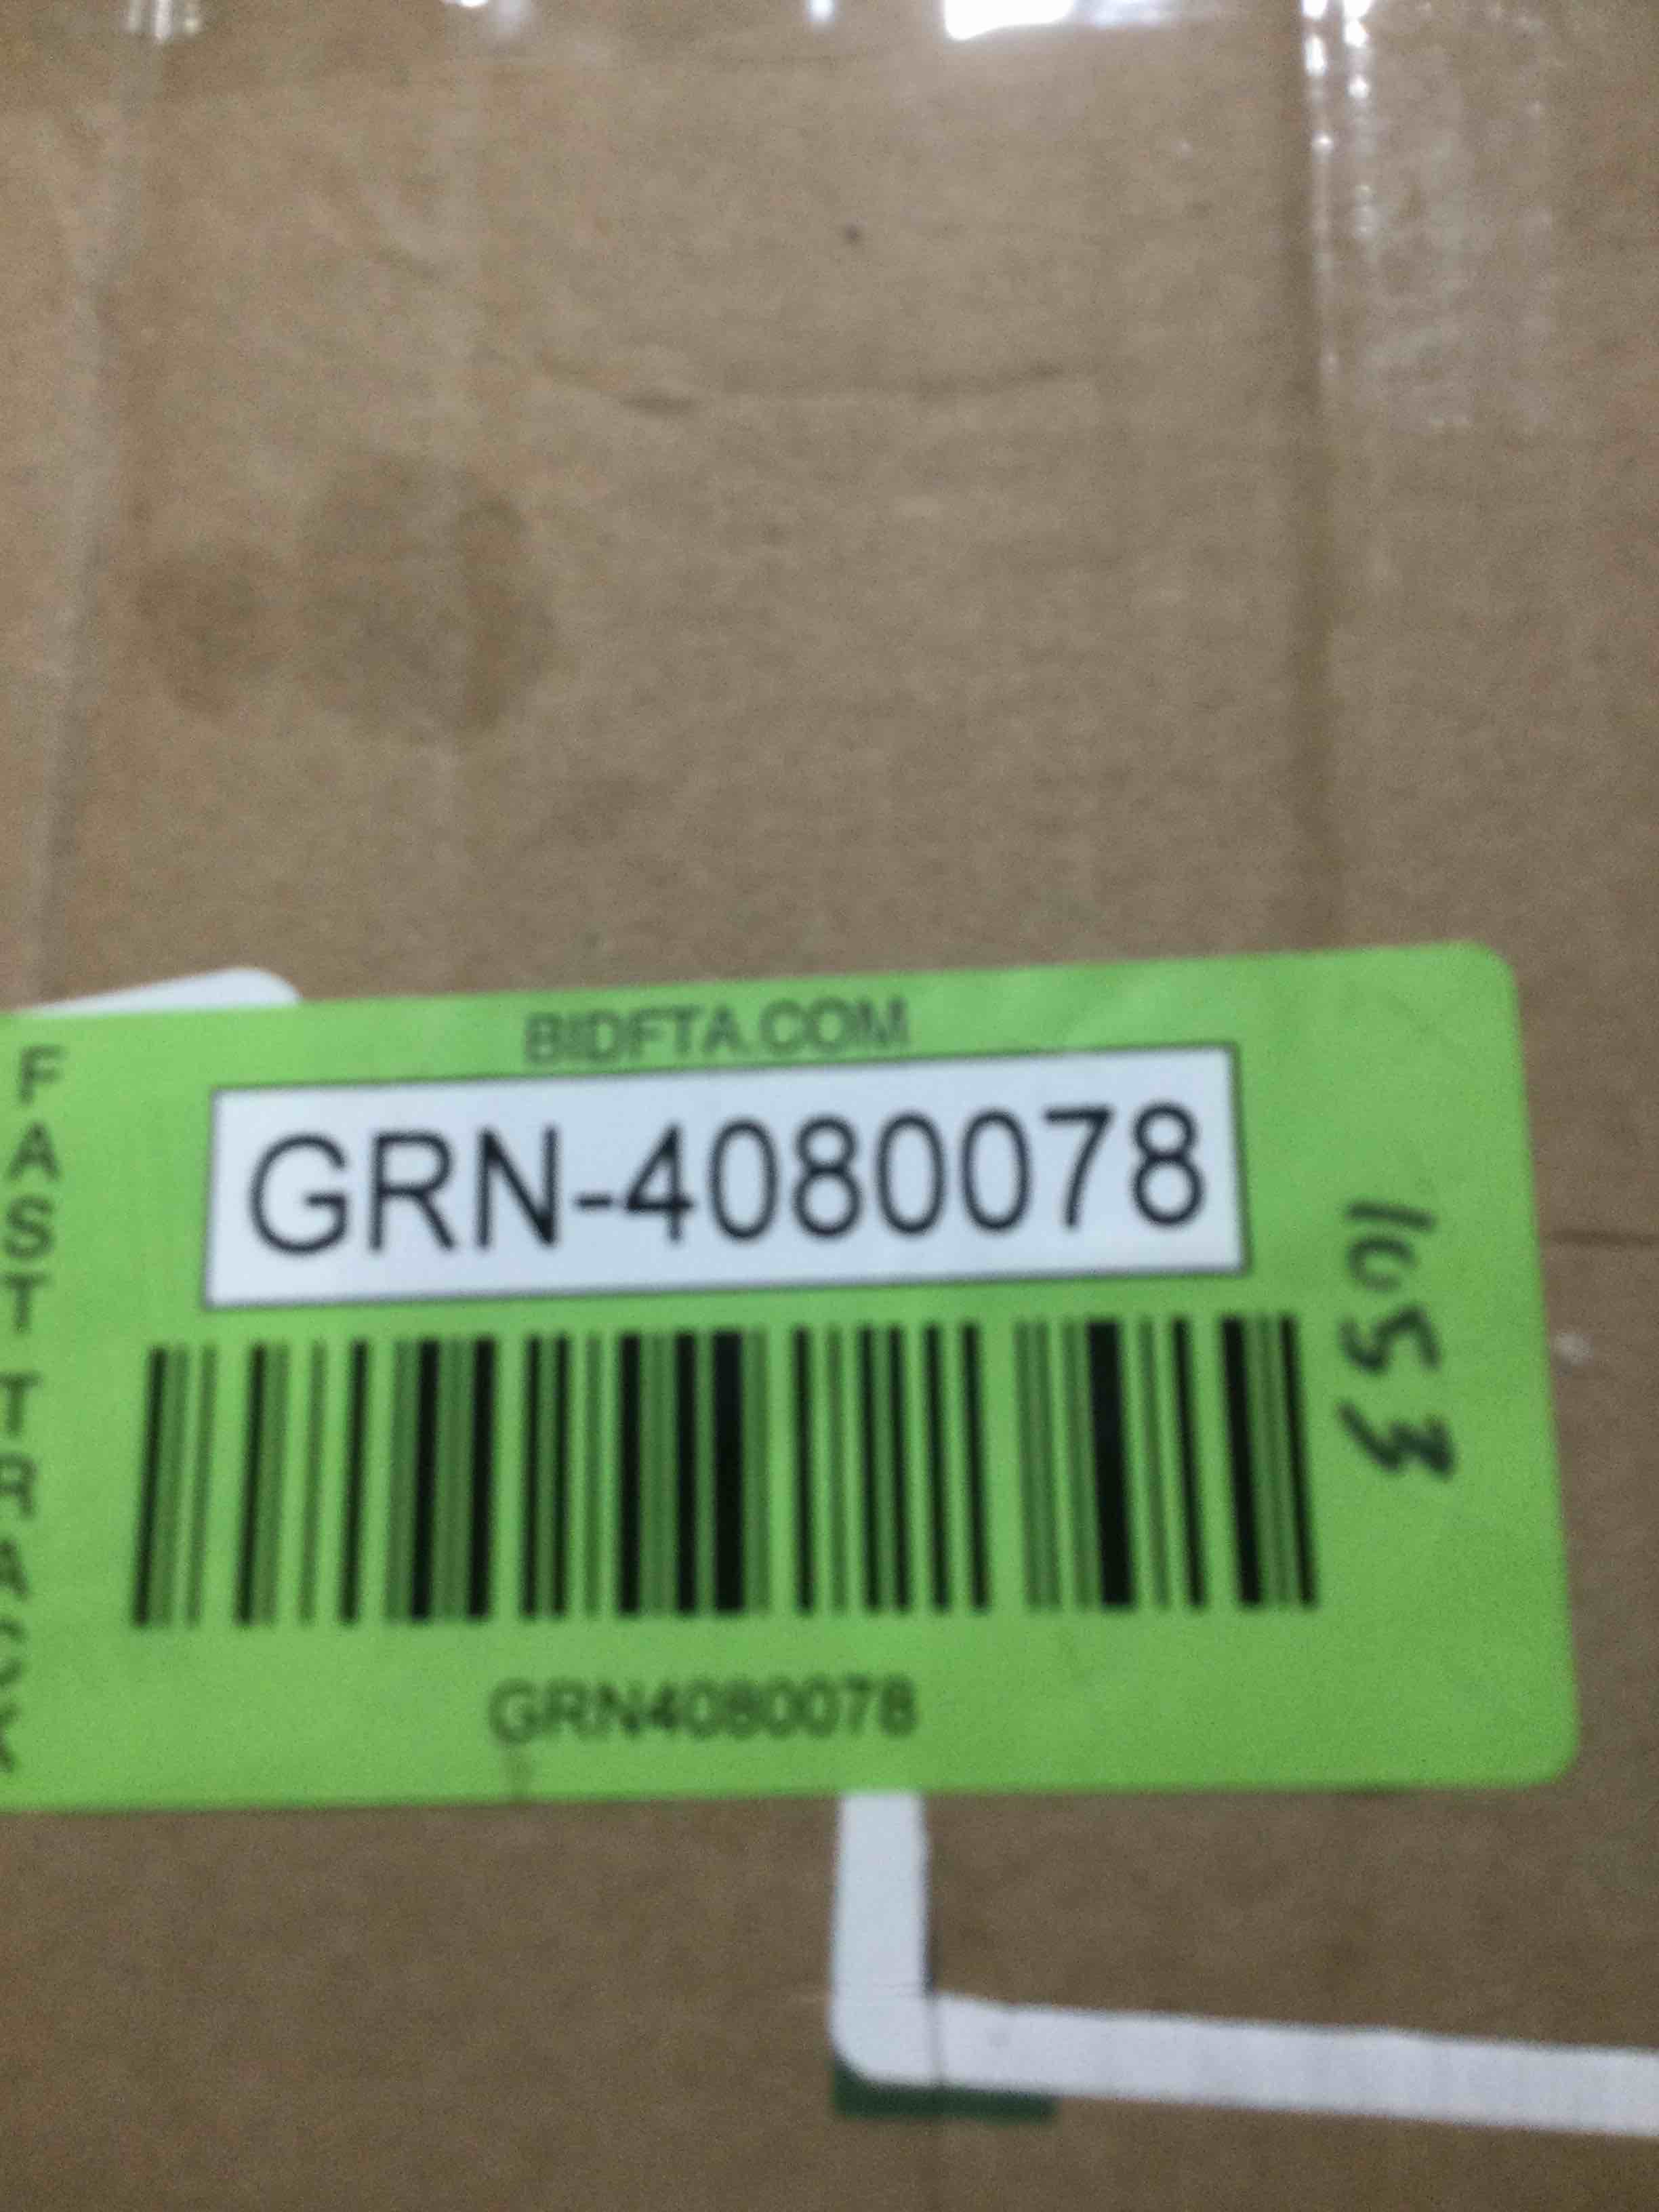 BIDFTA.COM
FAST TRACK
GRN-4080078
1053
GRN4080078